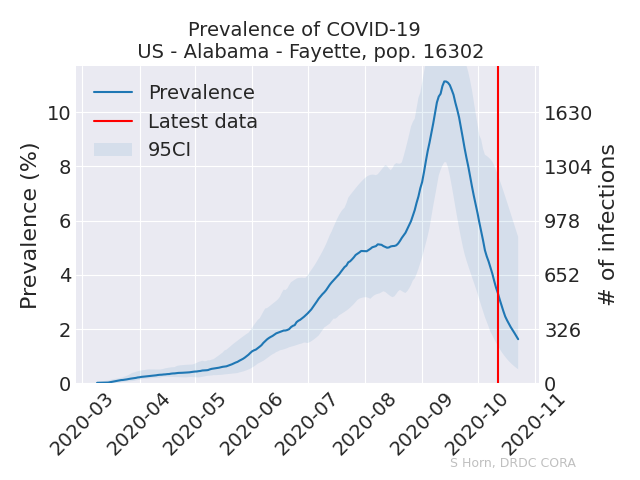 Prevalence of COVID-19
US - Alabama - Fayette, pop. 16302
Prevalence
Latest data
95CI
Prevalence (%)
10
8
6
4
2
0
1630
1304
978
652
326
0
# of infections
2020-03
2020-04
2020-05
2020-06
2020-07
2020-08
2020-09
2020-10
2020-11
S Horn, DRDC CORA